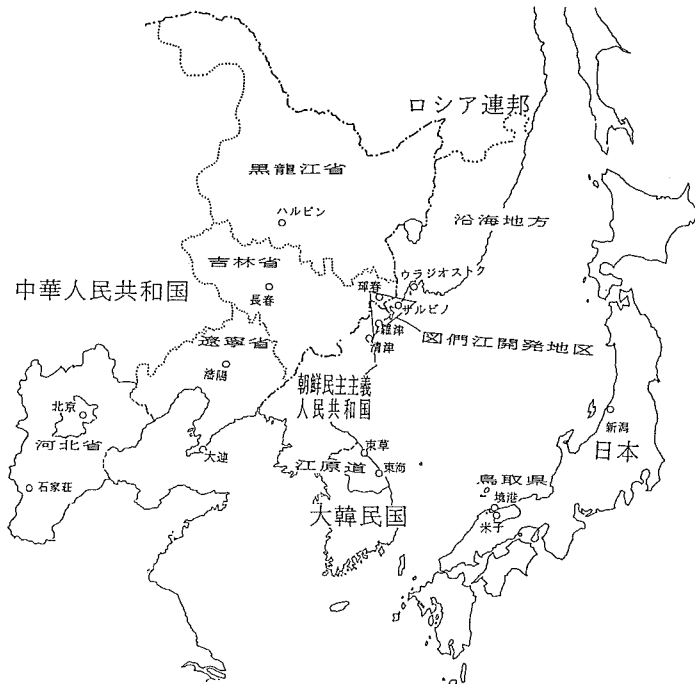 ロシア連邦
黒龍江省
ハルビン
沿海地方
吉林省
ウラジオストク
中華人民共和国
長春
琿春
ザルビノ
羅津
図們江開発地区
遼寧省
清津
瀋陽
朝鮮民主主義
人民共和国
北京
新潟
河北省
束草
日本
大連
江原道
東海
鳥取県
石家荘
境港
大韓民国
米子